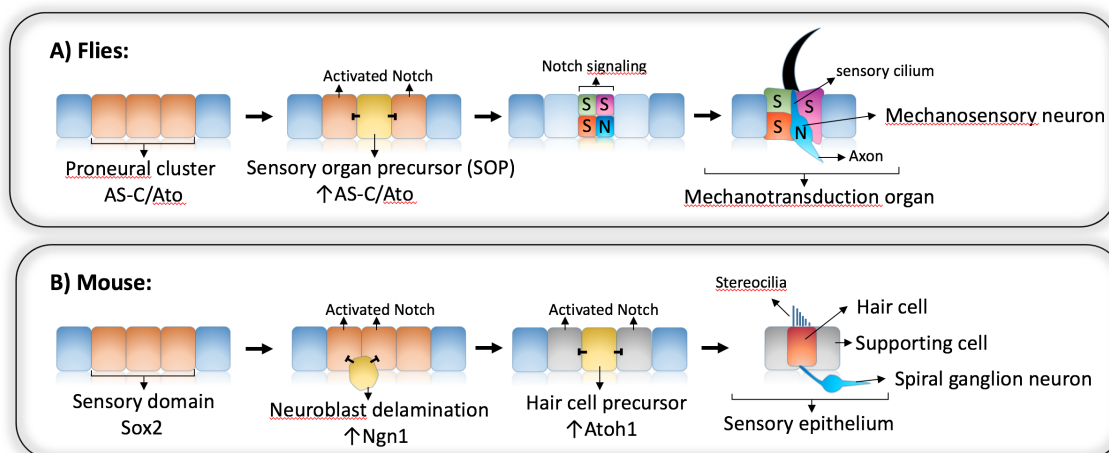 A) Flies:
Activated Notch
Notch signaling
sensory cilium
S S
S N
S S
S N
Mechanosensory neuron
Axon
Proneural cluster
AS-C/Ato
Sensory organ precursor (SOP)
↑AS-C/Ato
Mechanotransduction organ
B) Mouse:
Activated Notch
Activated Notch
Stereocilia
Hair cell
Supporting cell
Spiral ganglion neuron
Sensory domain
Sox2
Neuroblast delamination
↑Ngn1
Hair cell precursor
↑Atoh1
Sensory epithelium